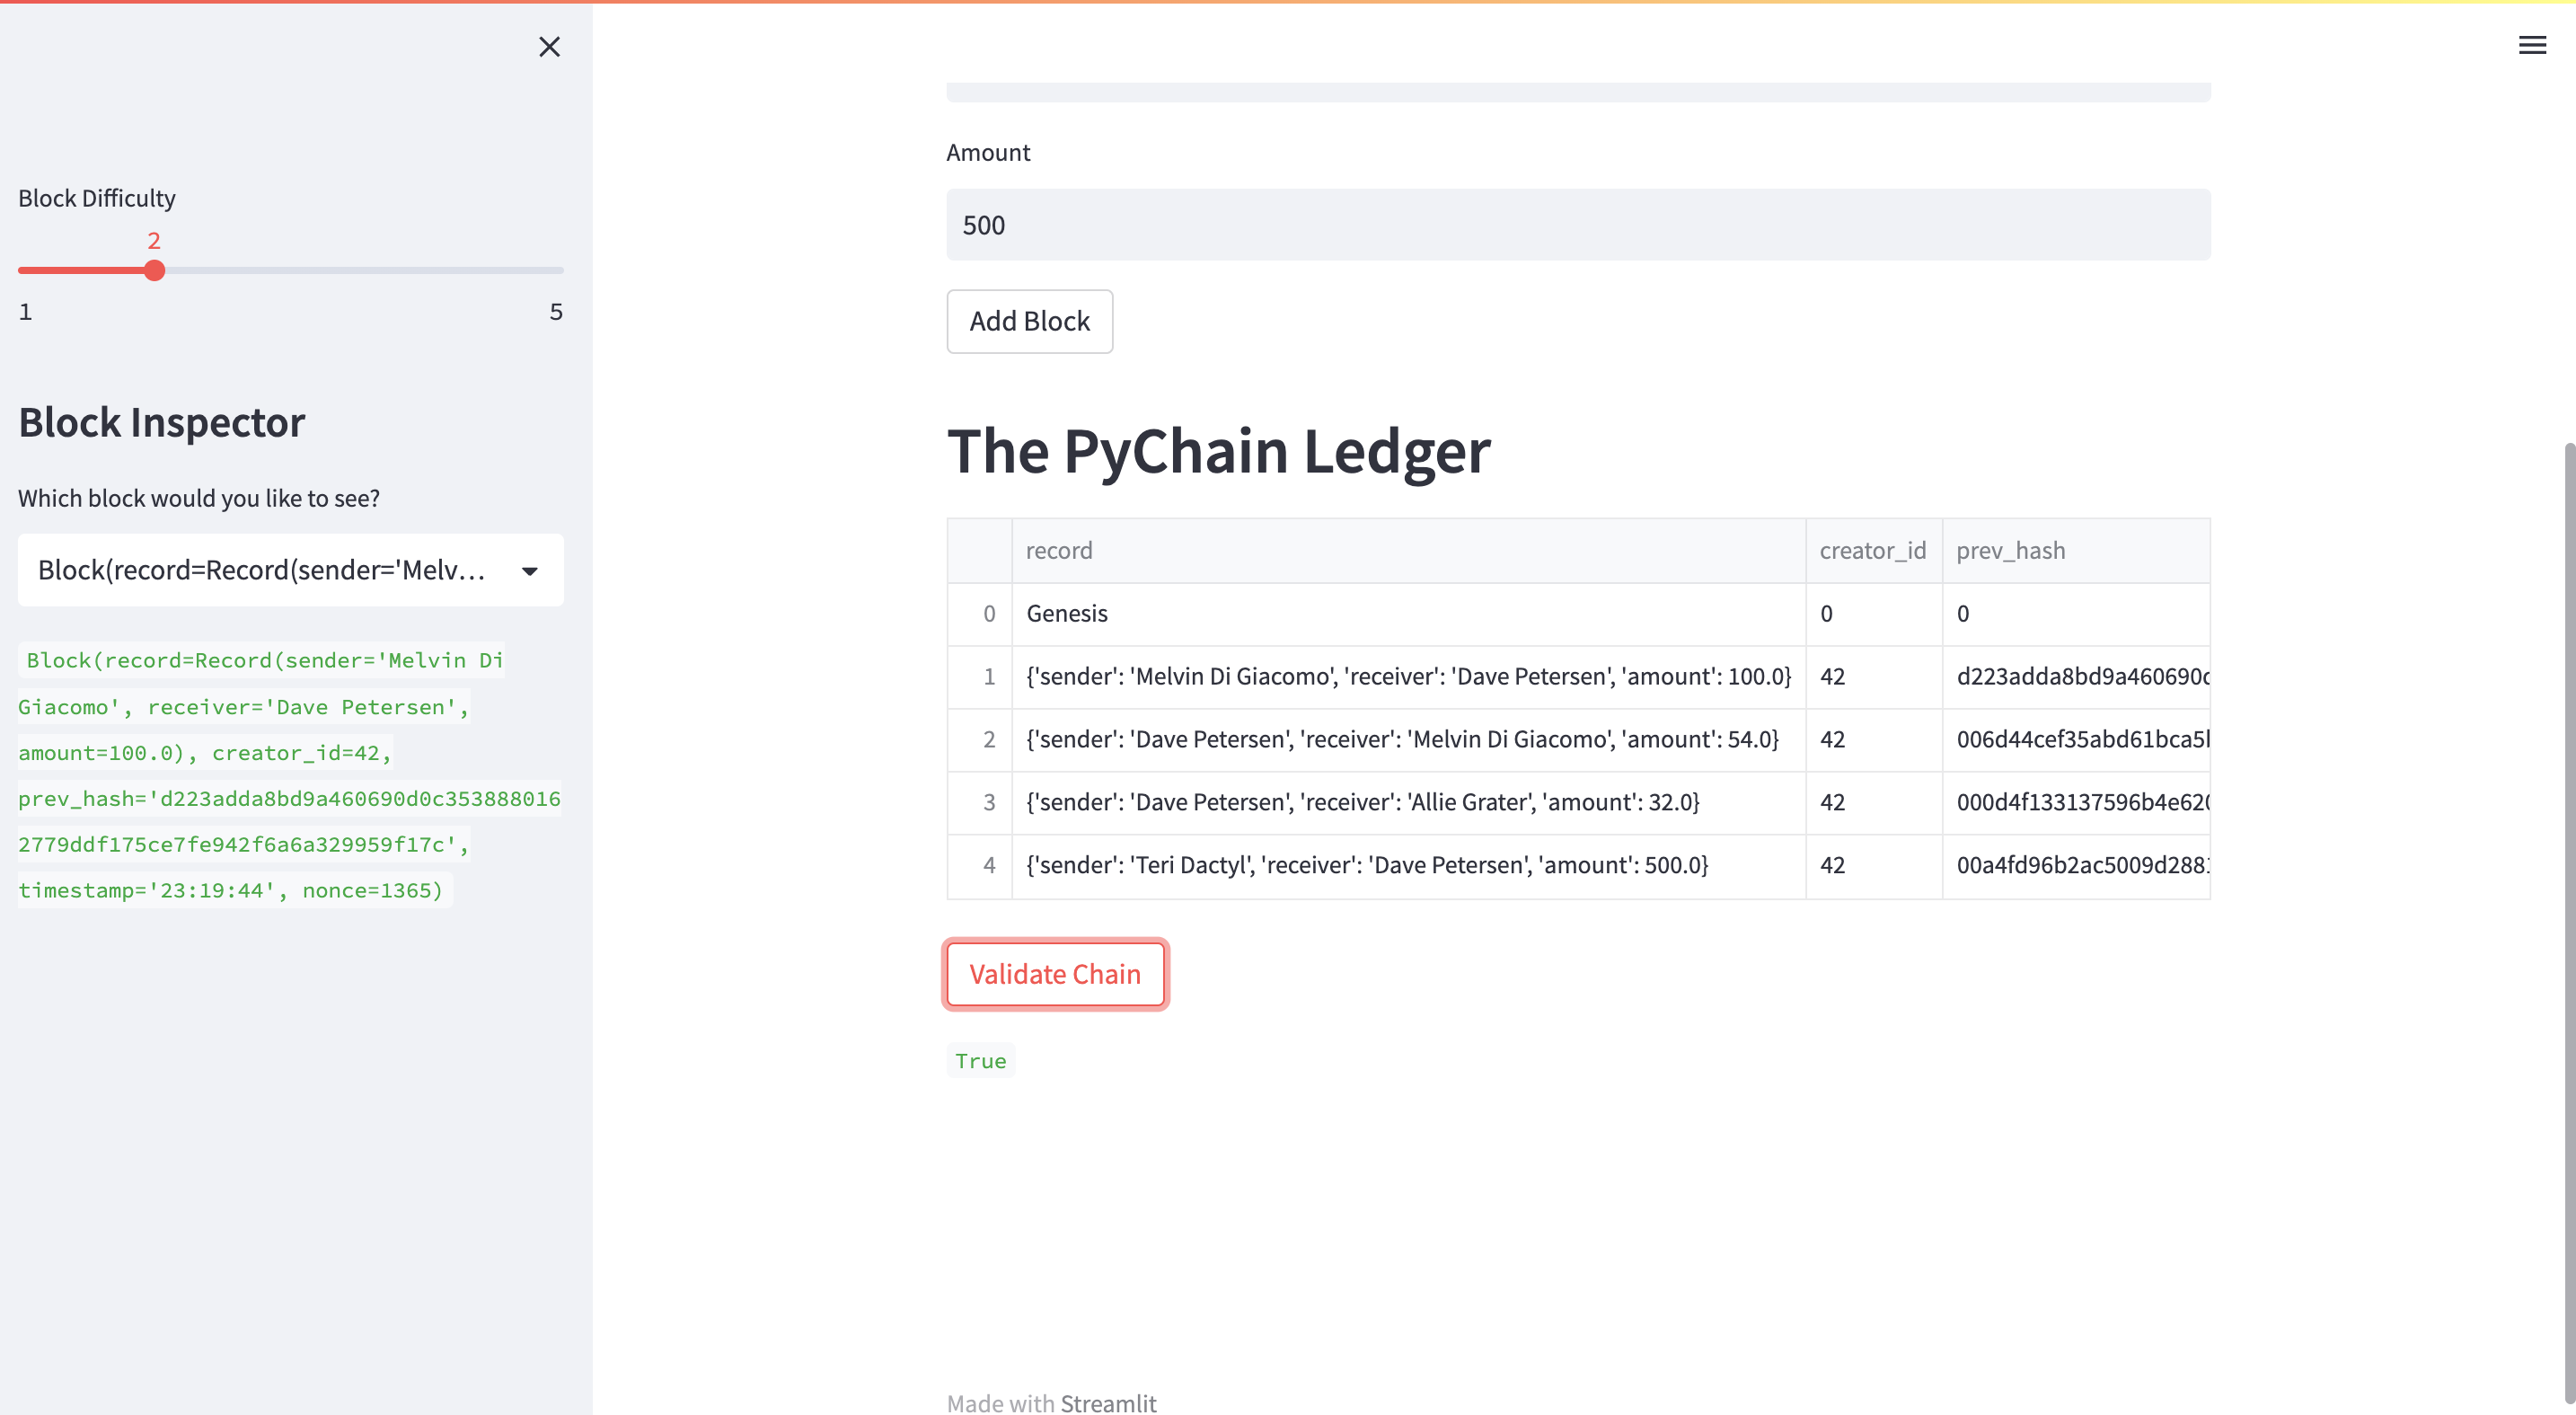 Block Difficulty
2
1 5
Block Inspector
Which block would you like to see?
Block(record=Record(sender='Melv...
Block(record=Record(sender='Melvin Di
Giacomo', receiver='Dave Petersen',
amount=100.0), creator_id=42,
prev_hash='d223adda8bd9a460690d0c353888016
2779ddf175ce7fe942f6a6a329959f17c',
timestamp='23:19:44', nonce=1365)
Amount
500
Add Block
The PyChain Ledger
record creator_id prev_hash
0 Genesis 0 0
1 {'sender': 'Melvin Di Giacomo', 'receiver': 'Dave Petersen', 'amount': 100.0} 42 d223adda8bd9a460690
2 {'sender': 'Dave Petersen', 'receiver': 'Melvin Di Giacomo', 'amount': 54.0} 42 006d44cef35abd61bca5
3 {'sender': 'Dave Petersen', 'receiver': 'Allie Grater', 'amount': 32.0} 42 000d4f133137596b4e62
4 {'sender': 'Teri Dactyl', 'receiver': 'Dave Petersen', 'amount': 500.0} 42 00a4fd96b2ac5009d288
Validate Chain
True
Made with Streamlit